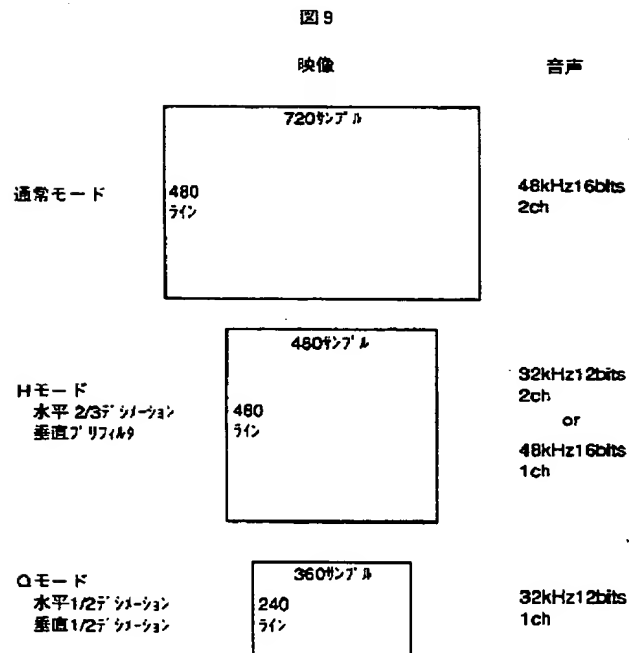 図9
映像
音声
通常モード
720サンプル
480
ライン
48kHz16bits
2ch
Hモード
水平2/3デシメーション
垂直プリフィルタ
480サンプル
480
ライン
32kHz12bits
2ch
or
48kHz16bits
1ch
Qモード
水平1/2デシメーション
垂直1/2デシメーション
360サンプル
240
ライン
32kHz12bits
1ch